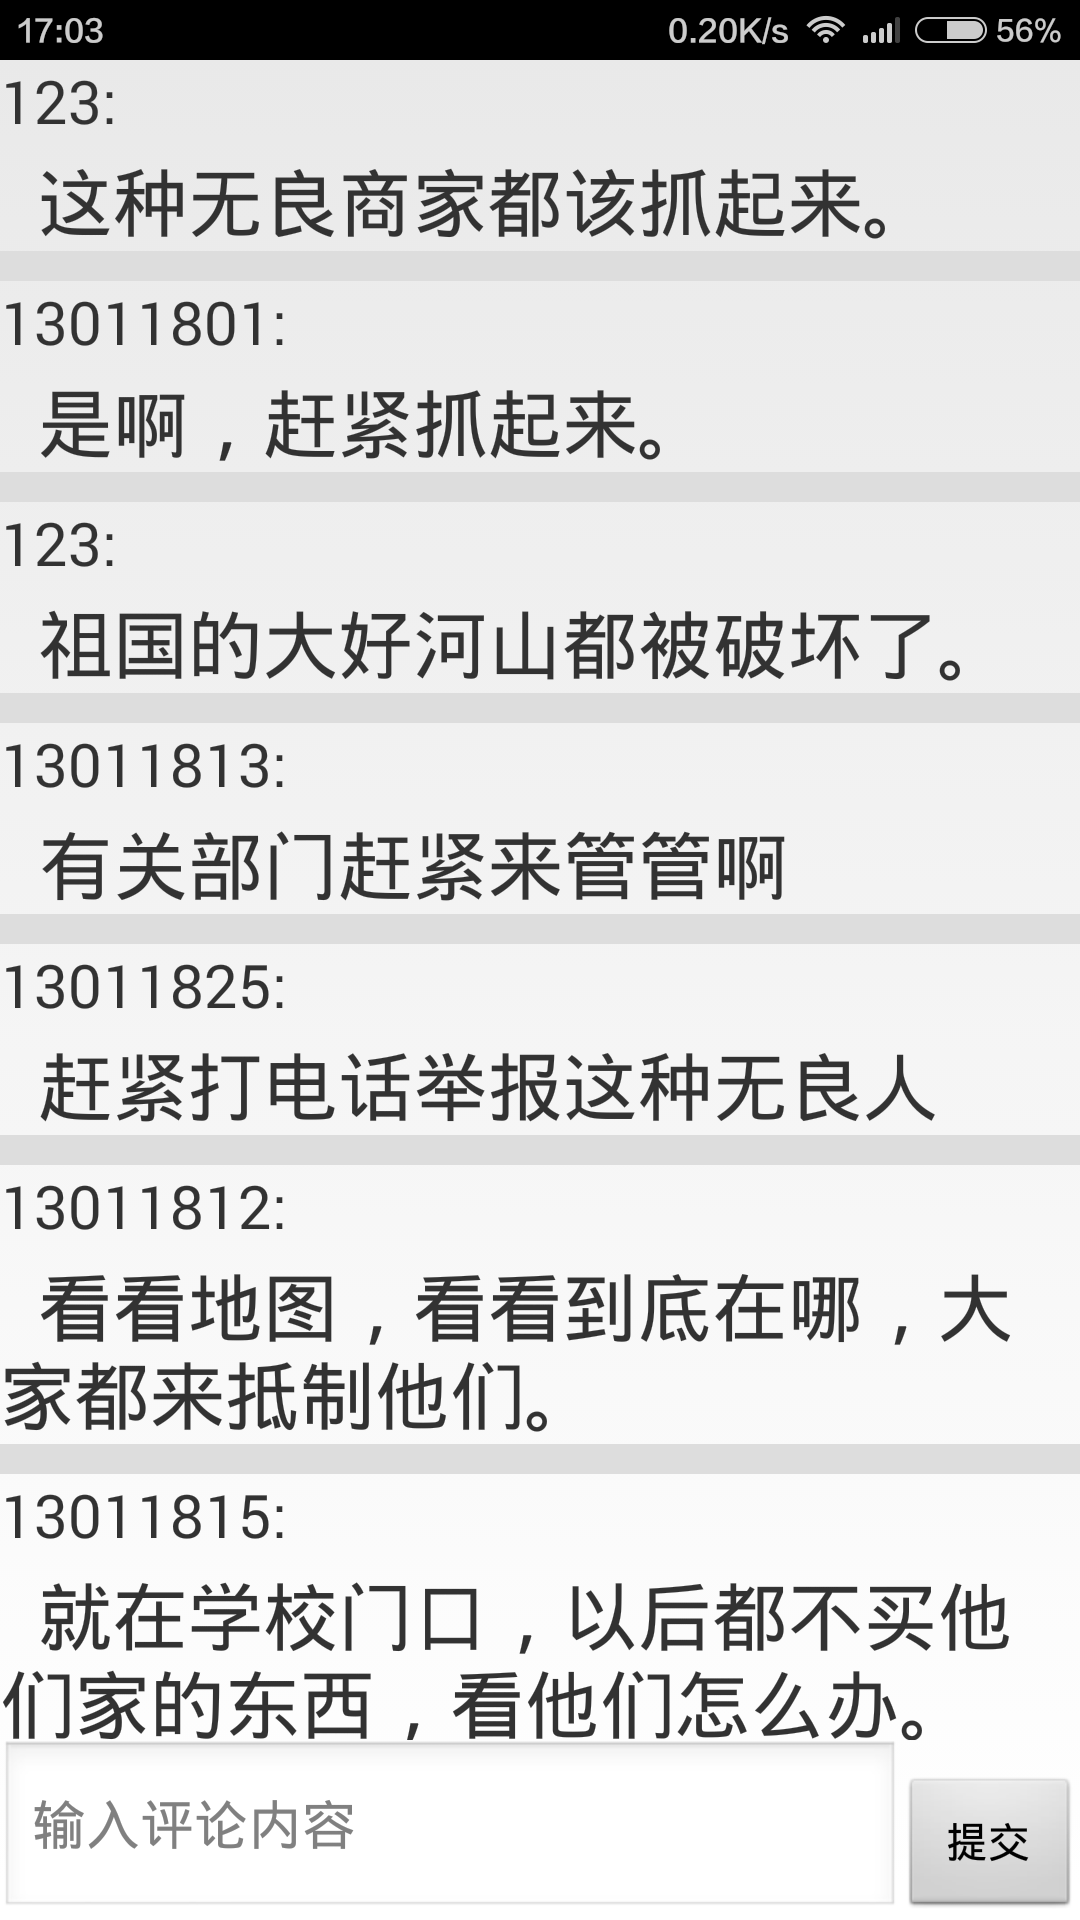 17:03 0.20K/s 56%
123:
这种无良商家都该抓起来。
13011801:
是啊，赶紧抓起来。
123:
祖国的大好河山都被破坏了。
13011813:
有关部门赶紧来管管啊
13011825:
赶紧打电话举报这种无良人
13011812:
看看地图，看看到底在哪，大
家都来抵制他们。
13011815:
就在学校门口，以后都不买他
们家的东西，看他们怎么办。
输入评论内容
提交